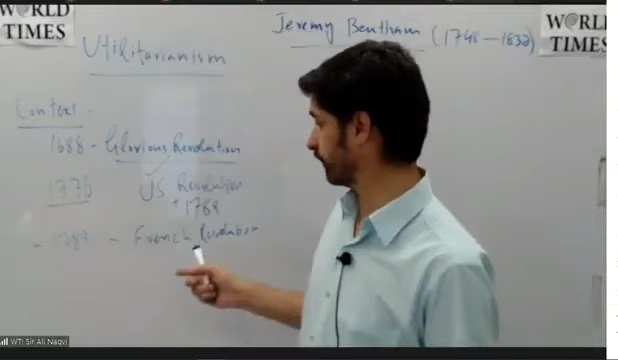 WORLD
TIMES
Jeremy Bentham (1748-1832)
WORLD
TIMES
Utilitarianism
Context
1688 - Glorious Revolution
1776 US Revolution
1789
- 1789 - French Revolution
WTI Sir Ali Naqvi